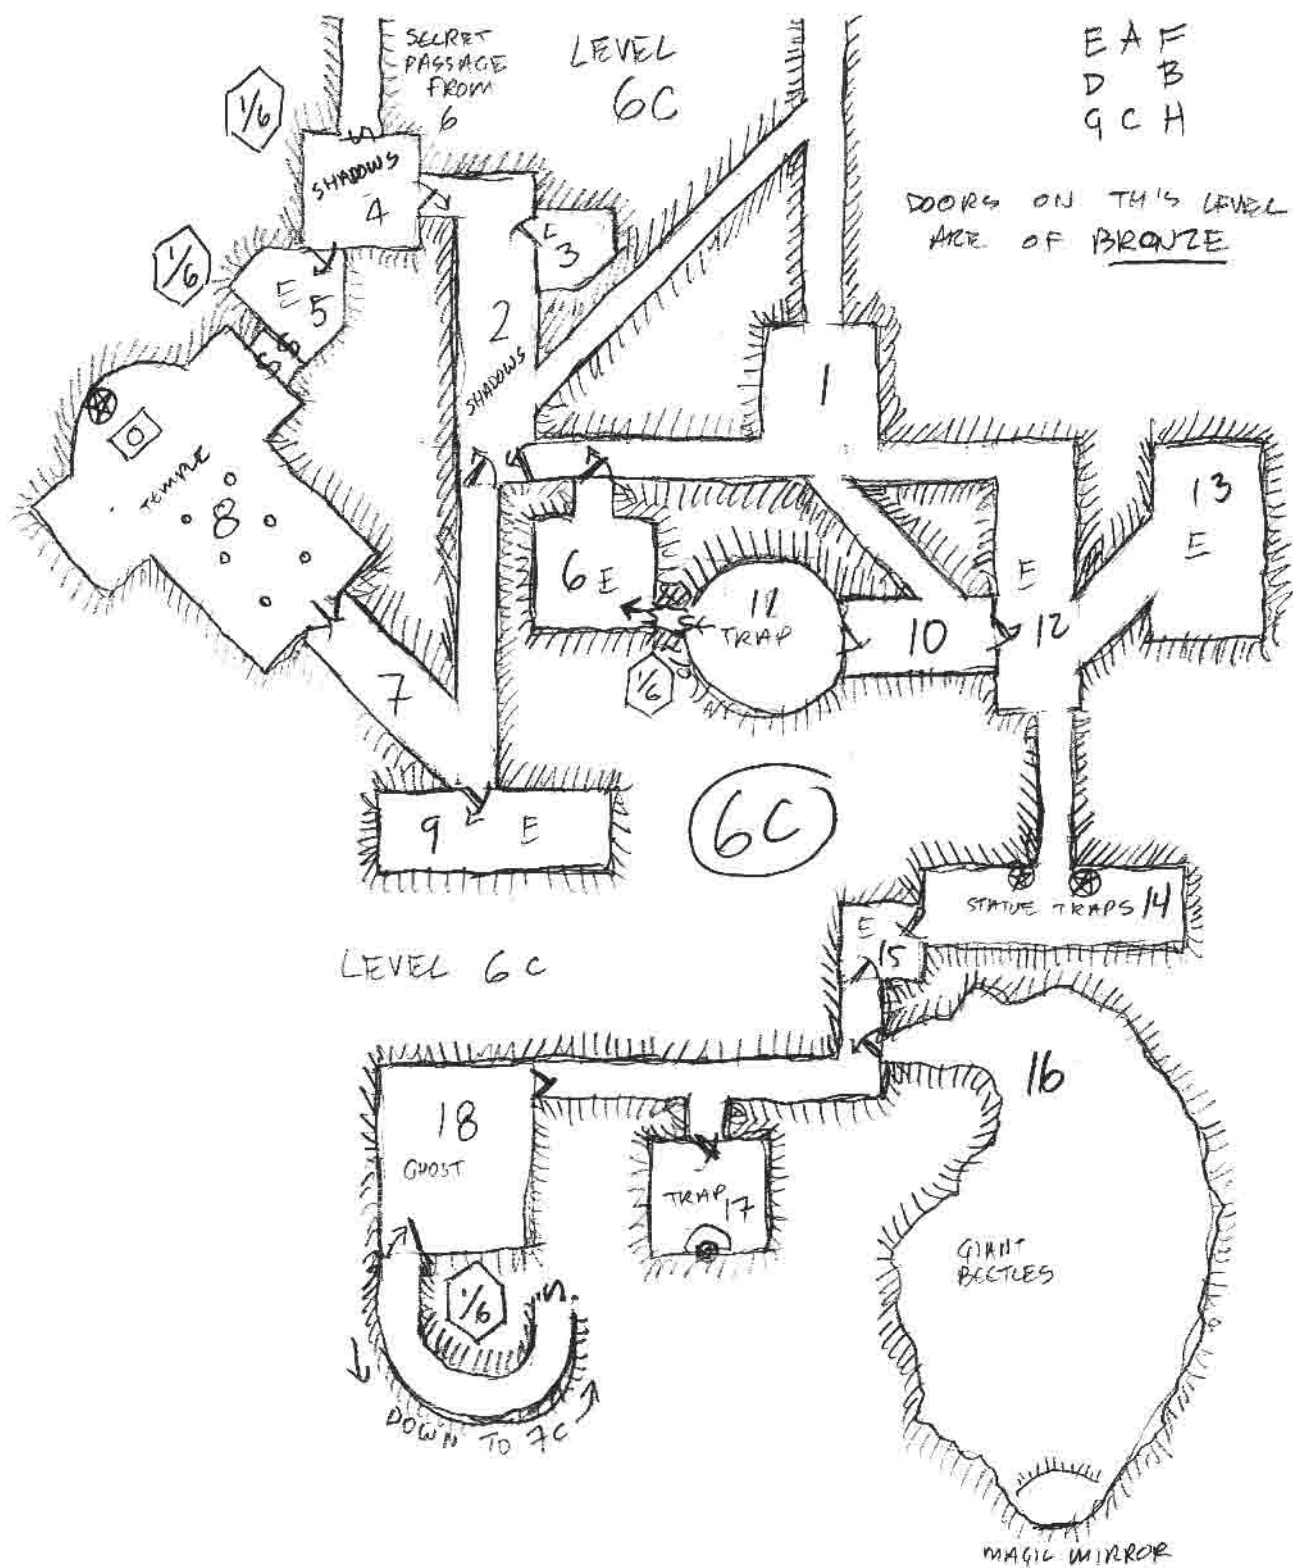 SECRET
PASSAGE
FROM
6
LEVEL
6C
E A F
D B
G C H
DOORS ON TH'S LEVEL
ARE OF BRONZE
1/6
S
SHADOWS
4
1/6
E
5
S S
E
3
2
SHADOWS
1
TEMPLE
8
13
E
6 E
11
TRAP
10
E
12
1/6
7
9 E
6C
STATUE TRAPS 14
E
15
LEVEL 6C
16
18
GHOST
TRAP 17
GIANT
BEETLES
1/6
S
DOWN TO 7C
MAGIC MIRROR